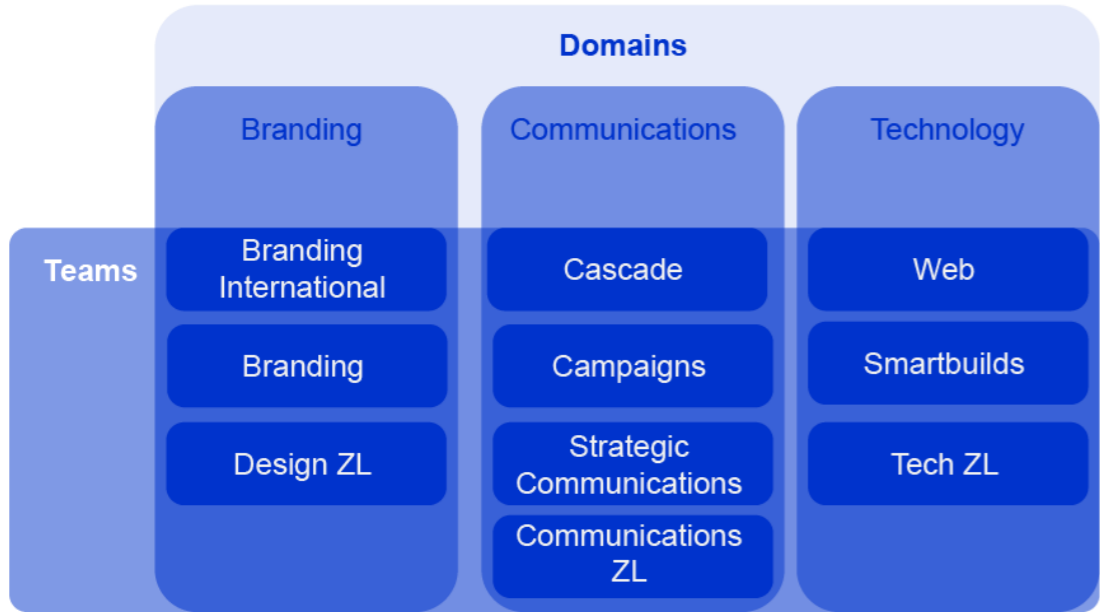 Domains
Branding
Communications
Technology
Teams
Branding
International
Cascade
Web
Branding
Campaigns
Smartbuilds
Design ZL
Strategic
Communications
Tech ZL
Communications
ZL